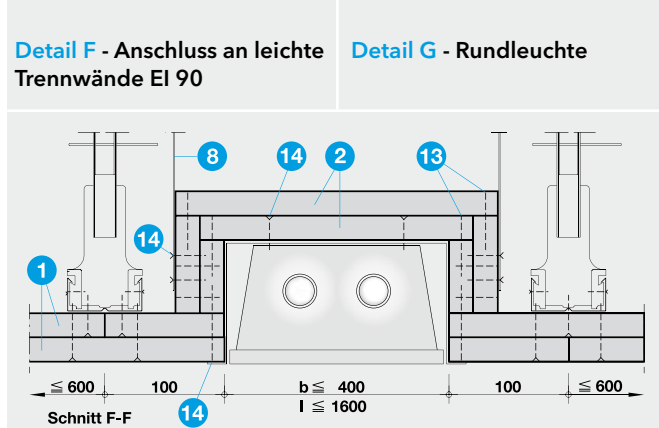 Detail F - Anschluss an leichte
Trennwände EI 90
Detail G - Rundleuchte
8
14
2
13
14
1
≦ 600
100
b ≦ 400
100
≦ 600
l ≦ 1600
14
Schnitt F-F